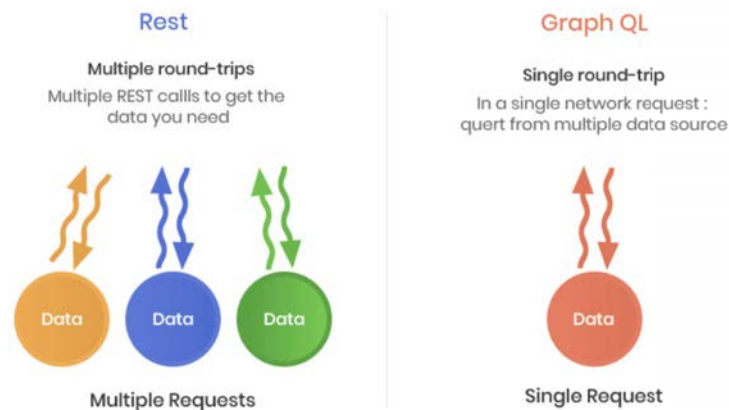 Rest
Multiple round-trips
Multiple REST callls to get the
data you need
Data
Data
Data
Multiple Requests
Graph QL
Single round-trip
In a single network request :
quert from multiple data source
Data
Single Request